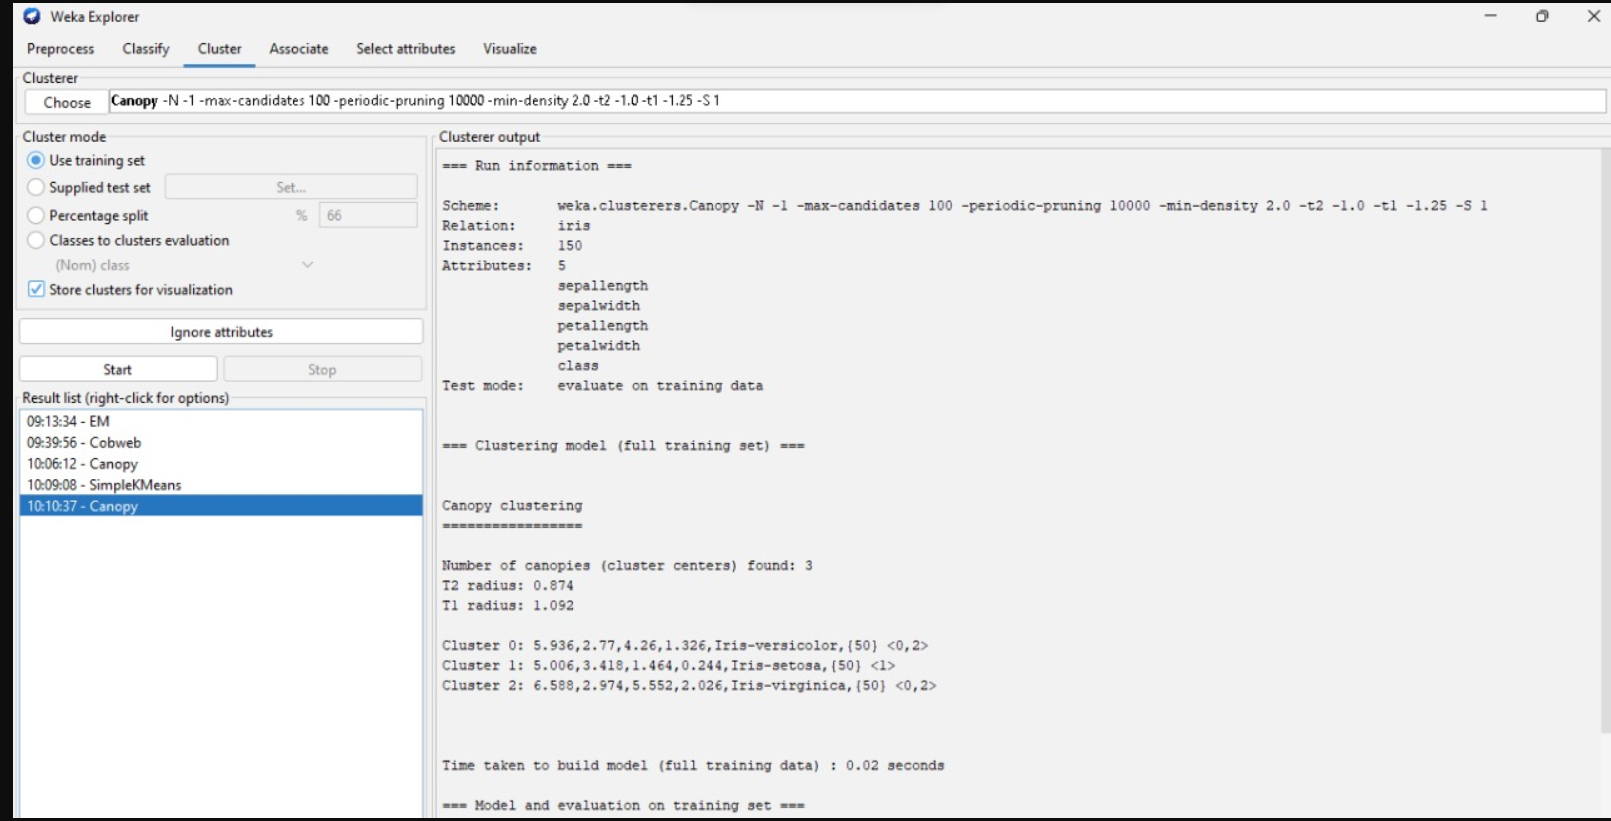 Weka Explorer
Preprocess Classify Cluster Associate Select attributes Visualize
Clusterer
Choose Canopy -N -1 -max-candidates 100 -periodic-pruning 10000 -min-density 2.0 -t2 -1.0 -t1 -1.25 -S 1
Cluster mode
Use training set
Supplied test set Set...
Percentage split % 66
Classes to clusters evaluation
(Nom) class
Store clusters for visualization
Ignore attributes
Start Stop
Result list (right-click for options)
09:13:34 - EM
09:39:56 - Cobweb
10:06:12 - Canopy
10:09:08 - SimpleKMeans
10:10:37 - Canopy
Clusterer output
=== Run information ===
Scheme: weka.clusterers.Canopy -N -1 -max-candidates 100 -periodic-pruning 10000 -min-density 2.0 -t2 -1.0 -t1 -1.25 -S 1
Relation: iris
Instances: 150
Attributes: 5
sepallength
sepalwidth
petallength
petalwidth
class
Test mode: evaluate on training data
=== Clustering model (full training set) ===
Canopy clustering
=================
Number of canopies (cluster centers) found: 3
T2 radius: 0.874
T1 radius: 1.092
Cluster 0: 5.936,2.77,4.26,1.326,Iris-versicolor,{50} <0,2>
Cluster 1: 5.006,3.418,1.464,0.244,Iris-setosa,{50} <1>
Cluster 2: 6.588,2.974,5.552,2.026,Iris-virginica,{50} <0,2>
Time taken to build model (full training data) : 0.02 seconds
=== Model and evaluation on training set ===